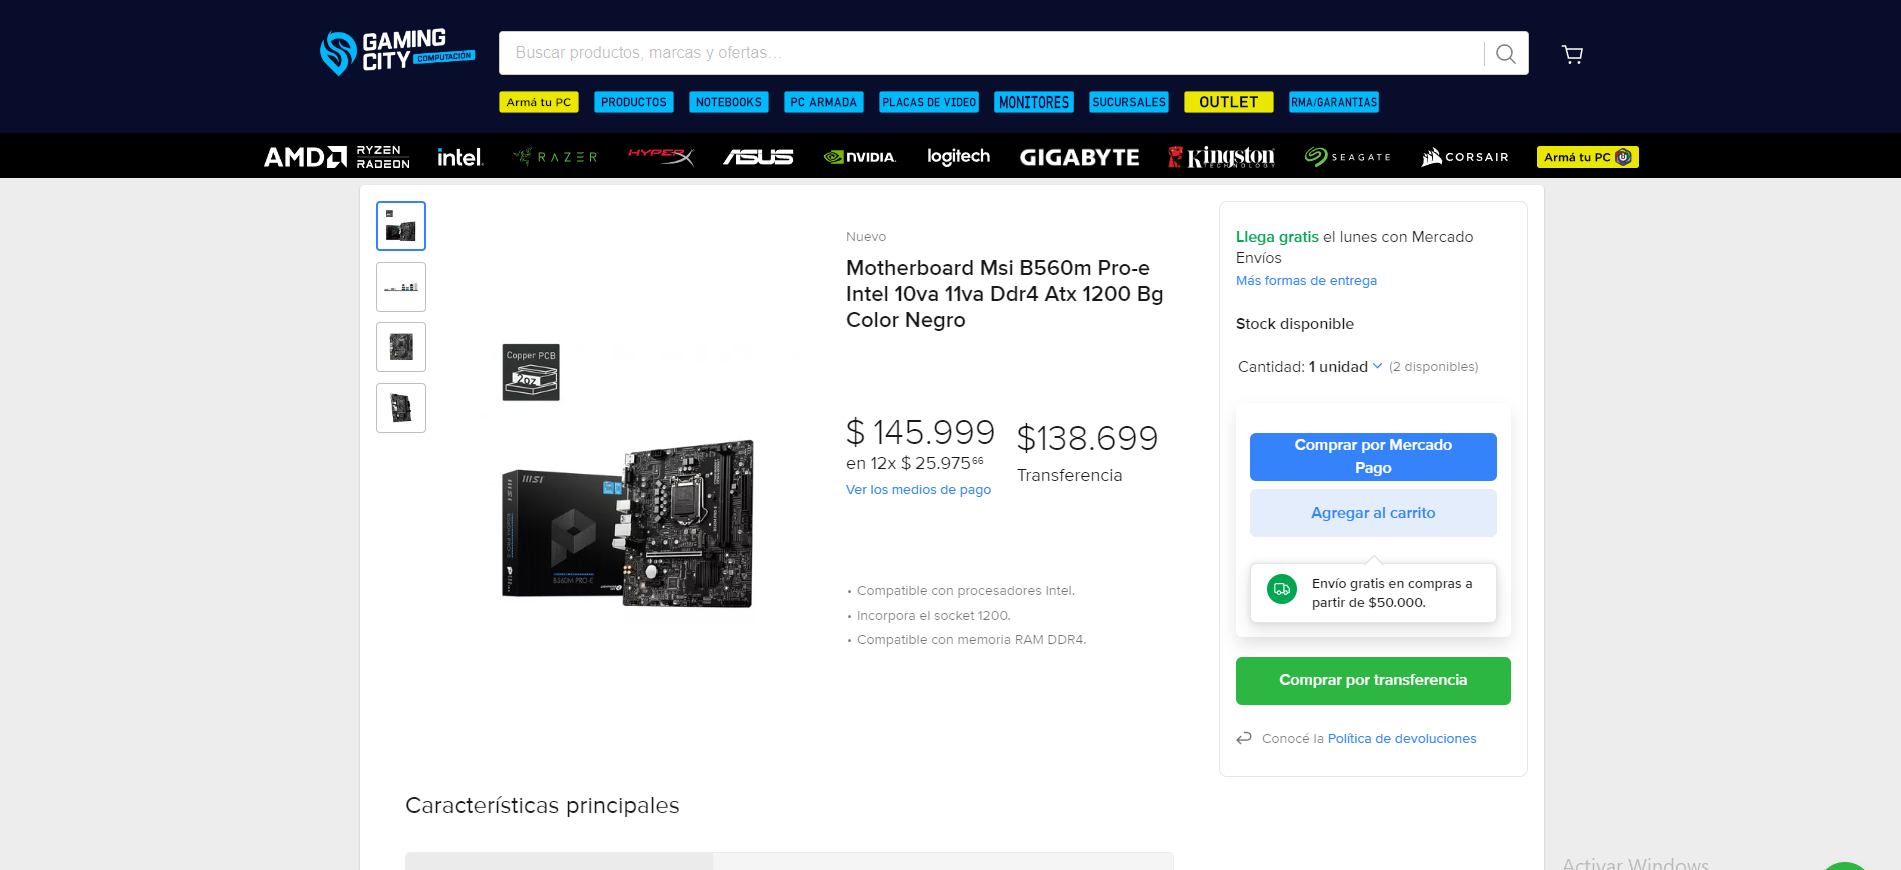 GAMING
CITY COMPUTACIÓN
Buscar productos, marcas y ofertas...
Armá tu PC
PRODUCTOS
NOTEBOOKS
PC ARMADA
PLACAS DE VIDEO
MONITORES
SUCURSALES
OUTLET
RMA/GARANTIAS
AMD RYZEN
RADEON
intel.
RAZER
HYPERX
ASUS
NVIDIA.
logitech
GIGABYTE
Kingston
TECHNOLOGY
SEAGATE
CORSAIR
Armá tu PC
Nuevo
Motherboard Msi B560m Pro-e
Intel 10va 11va Ddr4 Atx 1200 Bg
Color Negro
Copper PCB
2oz
msi
B560M PRO-E
$ 145.999
en 12x $ 25.975⁶⁶
Ver los medios de pago
$138.699
Transferencia
• Compatible con procesadores Intel.
• Incorpora el socket 1200.
• Compatible con memoria RAM DDR4.
Llega gratis el lunes con Mercado
Envíos
Más formas de entrega
Stock disponible
Cantidad: 1 unidad (2 disponibles)
Comprar por Mercado
Pago
Agregar al carrito
Envío gratis en compras a
partir de $50.000.
Comprar por transferencia
Conocé la Política de devoluciones
Características principales
Activar Windows